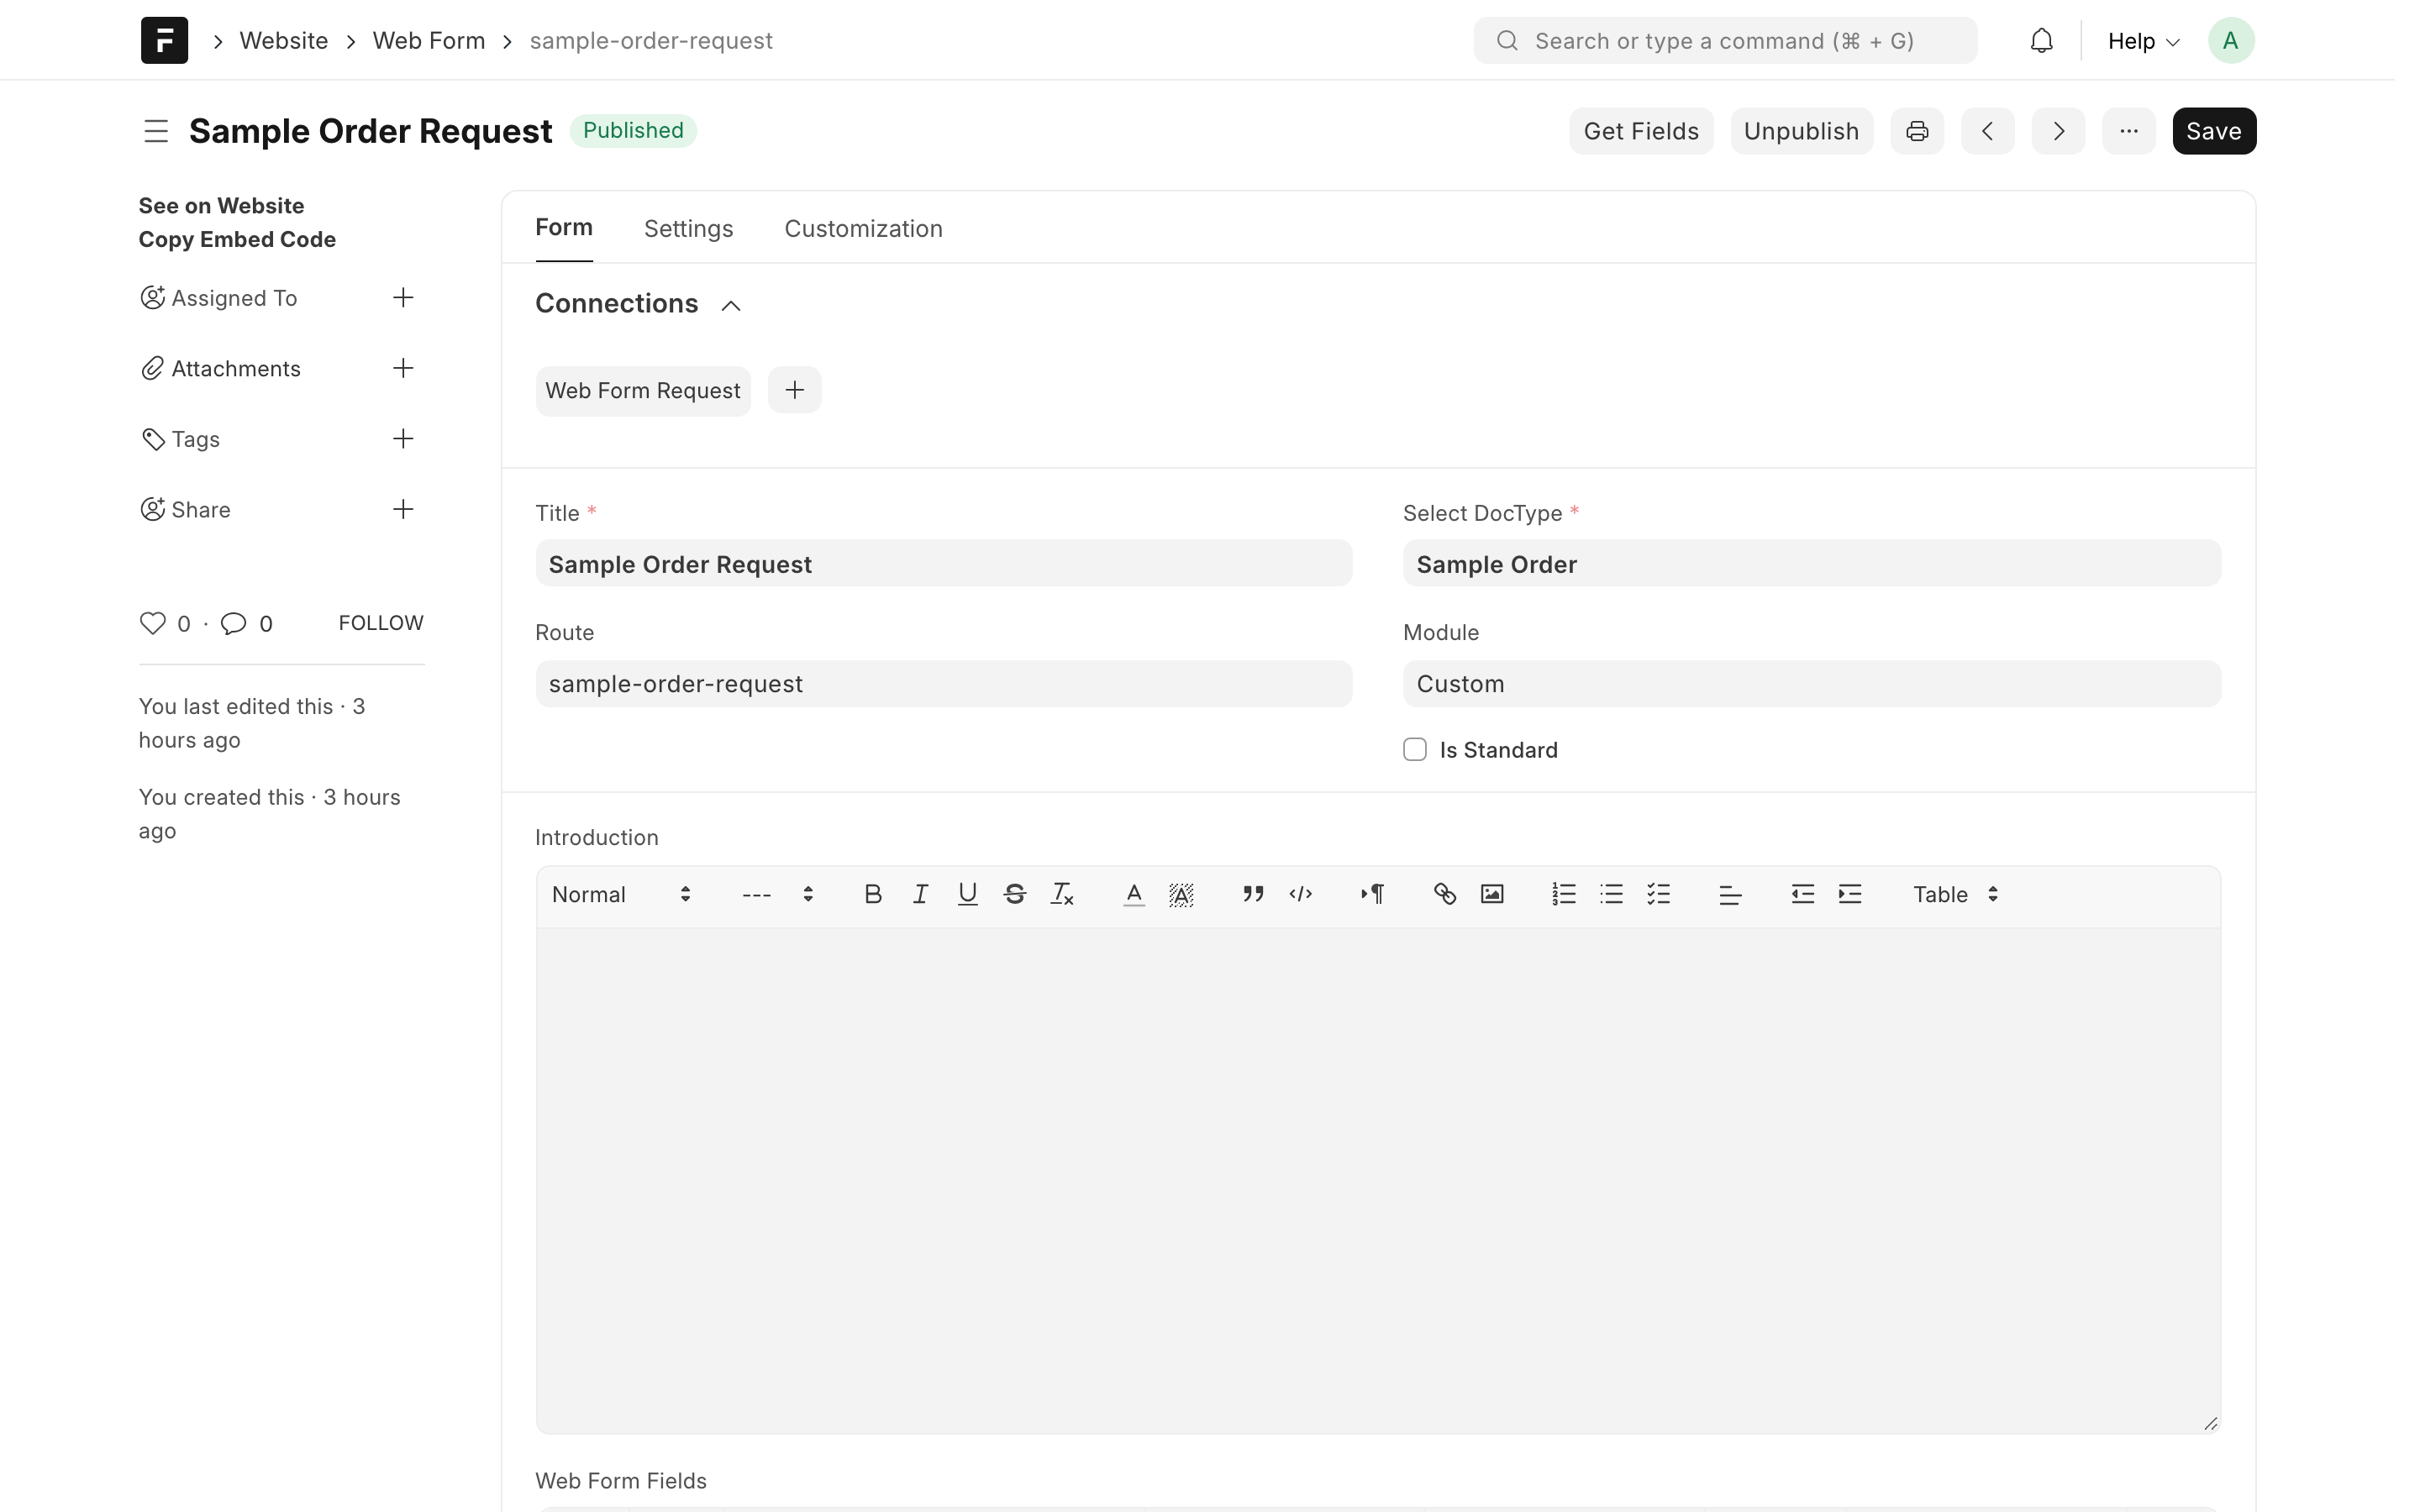 Website
Web Form
sample-order-request
Search or type a command (⌘ + G)
Help
A
Sample Order Request
Published
Get Fields
Unpublish
Save
See on Website
Copy Embed Code
Assigned To
Attachments
Tags
Share
0 · 0
FOLLOW
You last edited this · 3
hours ago
You created this · 3 hours
ago
Form
Settings
Customization
Connections
Web Form Request
Title *
Sample Order Request
Select DocType *
Sample Order
Route
sample-order-request
Module
Custom
Is Standard
Introduction
Normal
---
Table
Web Form Fields